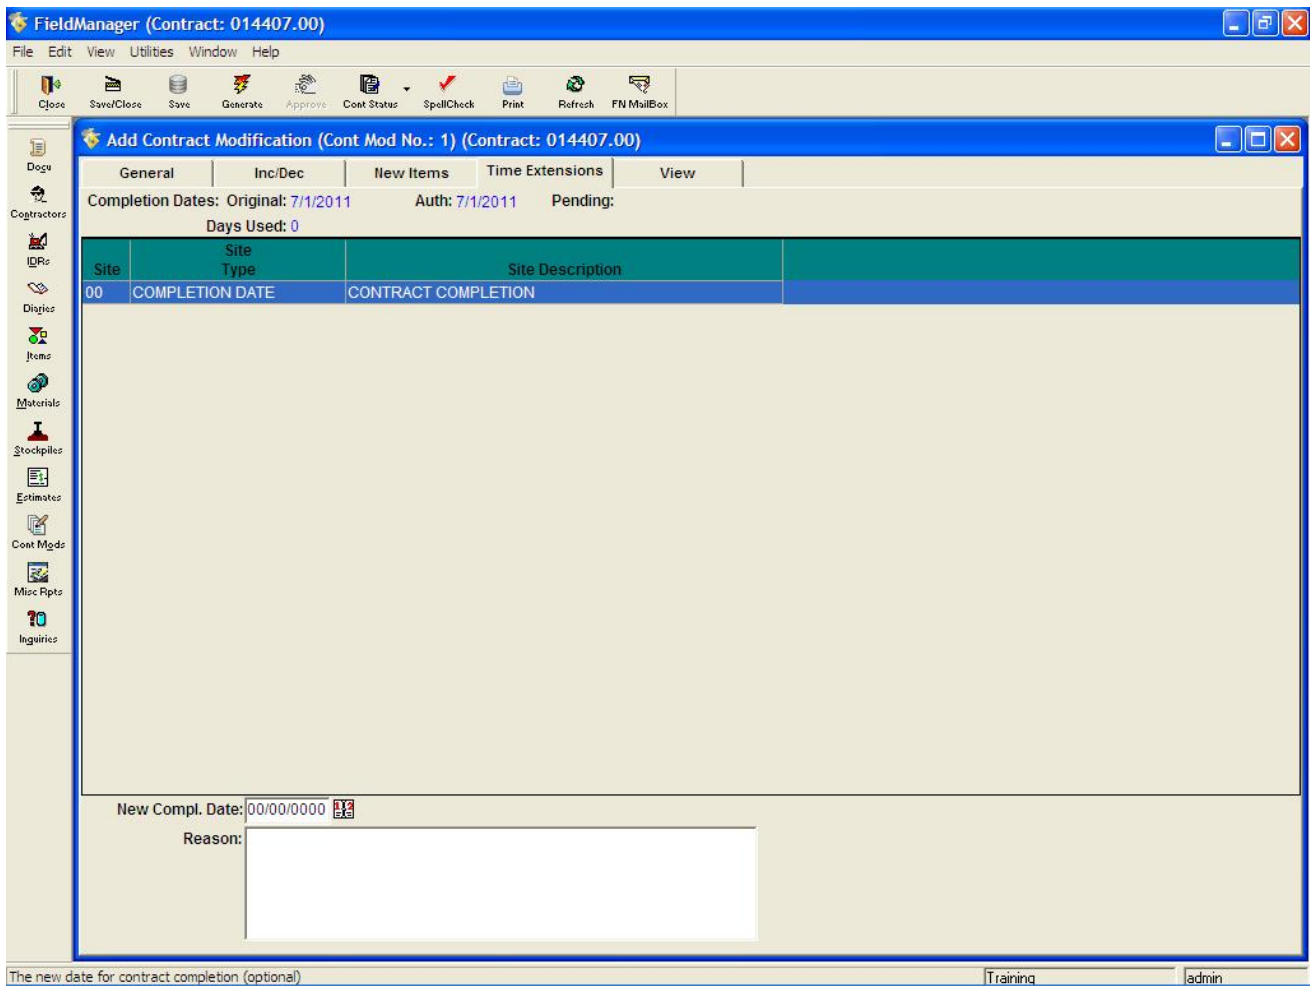 FieldManager (Contract: 014407.00)
File Edit View Utilities Window Help
Close Save/Close Save Generate Approve Cont Status SpellCheck Print Refresh FN MailBox
Docu
Contractors
IDRs
Diaries
Items
Materials
Stockpiles
Estimates
Cont Mods
Misc Rpts
Inquiries
Add Contract Modification (Cont Mod No.: 1) (Contract: 014407.00)
General Inc/Dec New Items Time Extensions View
Completion Dates: Original: 7/1/2011 Auth: 7/1/2011 Pending:
Days Used: 0
Site Site Type Site Description
00 COMPLETION DATE CONTRACT COMPLETION
New Compl. Date: 00/00/0000
Reason:
The new date for contract completion (optional) Training admin